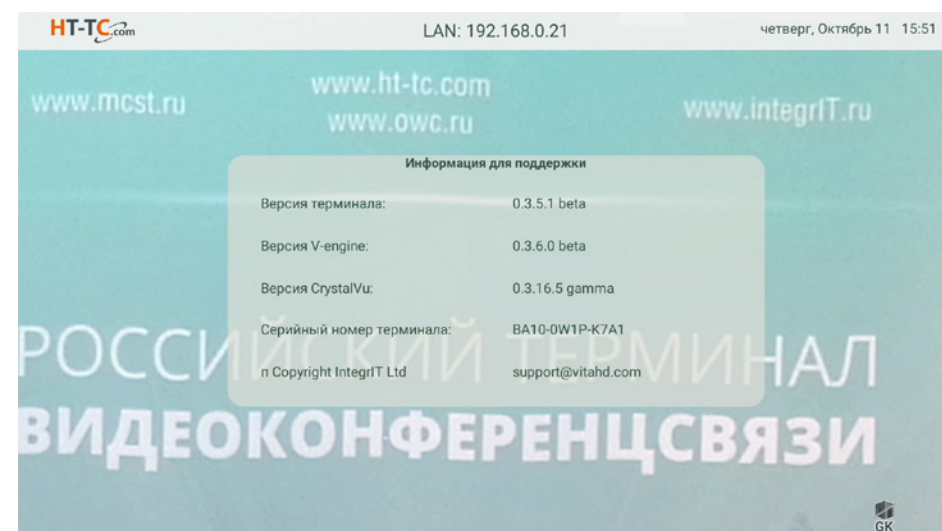 HT-TC.com LAN: 192.168.0.21 четверг, Октябрь 11 15:51
www.ht-tc.com
www.mcst.ru www.integrIT.ru
www.owc.ru
Информация для поддержки
Версия терминала: 0.3.5.1 beta
Версия V-engine: 0.3.6.0 beta
Версия CrystalVu: 0.3.16.5 gamma
Серийный номер терминала: BA10-0W1P-K7A1
п Copyright IntegrIT Ltd support@vitahd.com
РОССИЙСКИЙ ТЕРМИНАЛ
ВИДЕОКОНФЕРЕНЦСВЯЗИ
GK